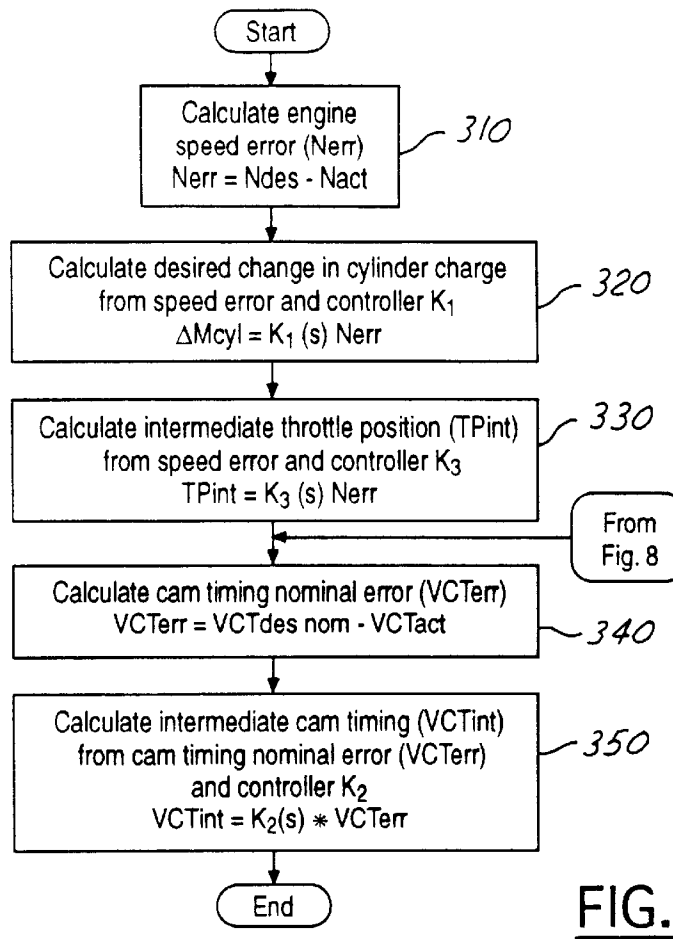 Start
Calculate engine
speed error (Nerr)
Nerr = Ndes - Nact
310
Calculate desired change in cylinder charge
from speed error and controller K₁
ΔMcyl = K₁ (s) Nerr
320
Calculate intermediate throttle position (TPint)
from speed error and controller K₃
TPint = K₃ (s) Nerr
330
From
Fig. 8
Calculate cam timing nominal error (VCTerr)
VCTerr = VCTdes nom - VCTact
340
Calculate intermediate cam timing (VCTint)
from cam timing nominal error (VCTerr)
and controller K₂
VCTint = K₂(s) * VCTerr
350
End
FIG.